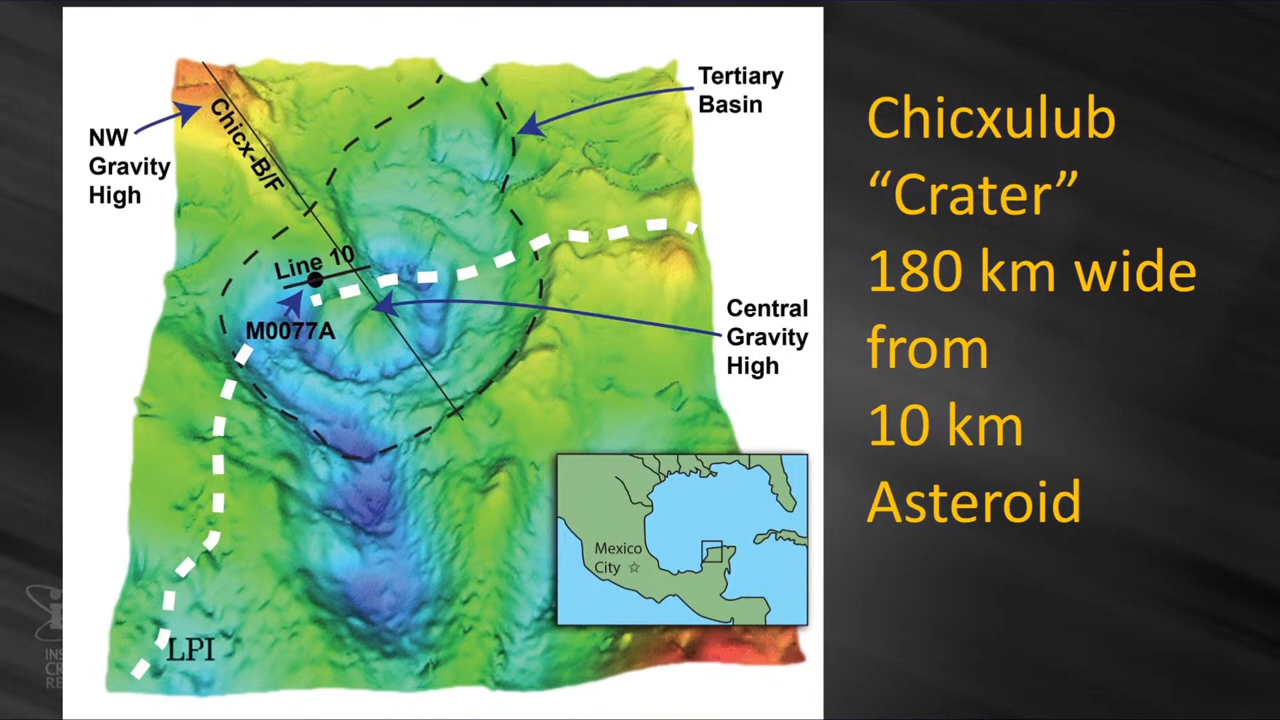 Tertiary
Basin
NW
Gravity
High
Chicx-B/F
Line 10
M0077A
Central
Gravity
High
Mexico
City
LPI
Chicxulub
“Crater”
180 km wide
from
10 km
Asteroid